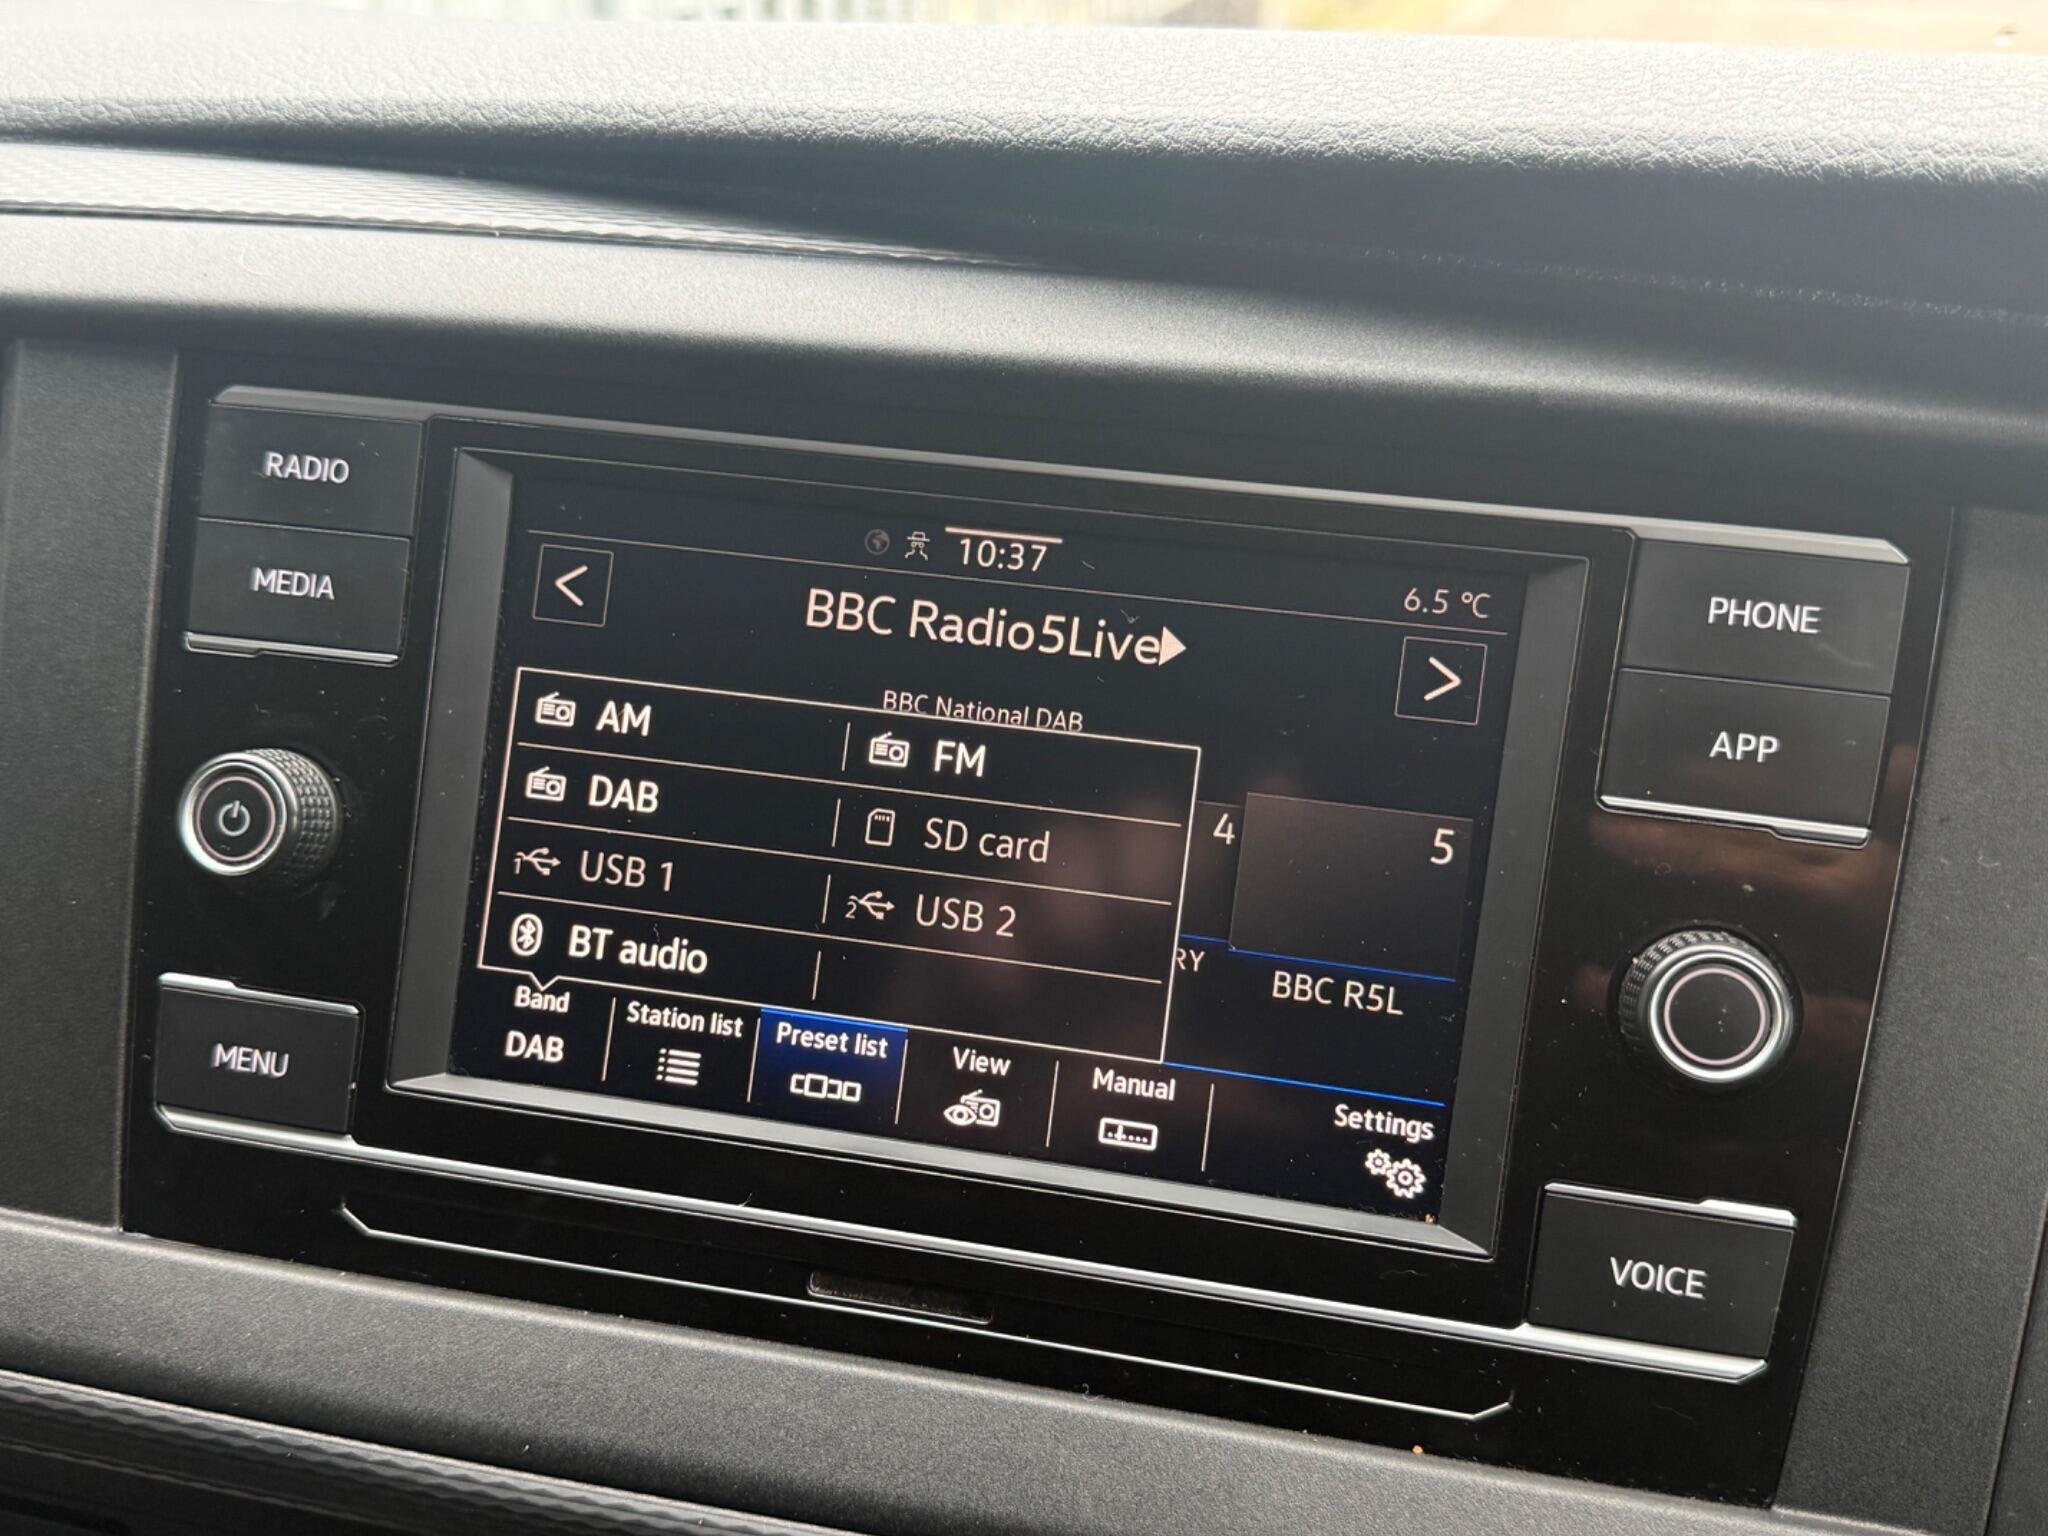 RADIO
MEDIA
MENU
10:37
6.5 °C
BBC Radio5Live
BBC National DAB
AM
FM
DAB
SD card
USB 1
USB 2
BT audio
4
5
RY
BBC R5L
Band
DAB
Station list
Preset list
View
Manual
Settings
PHONE
APP
VOICE